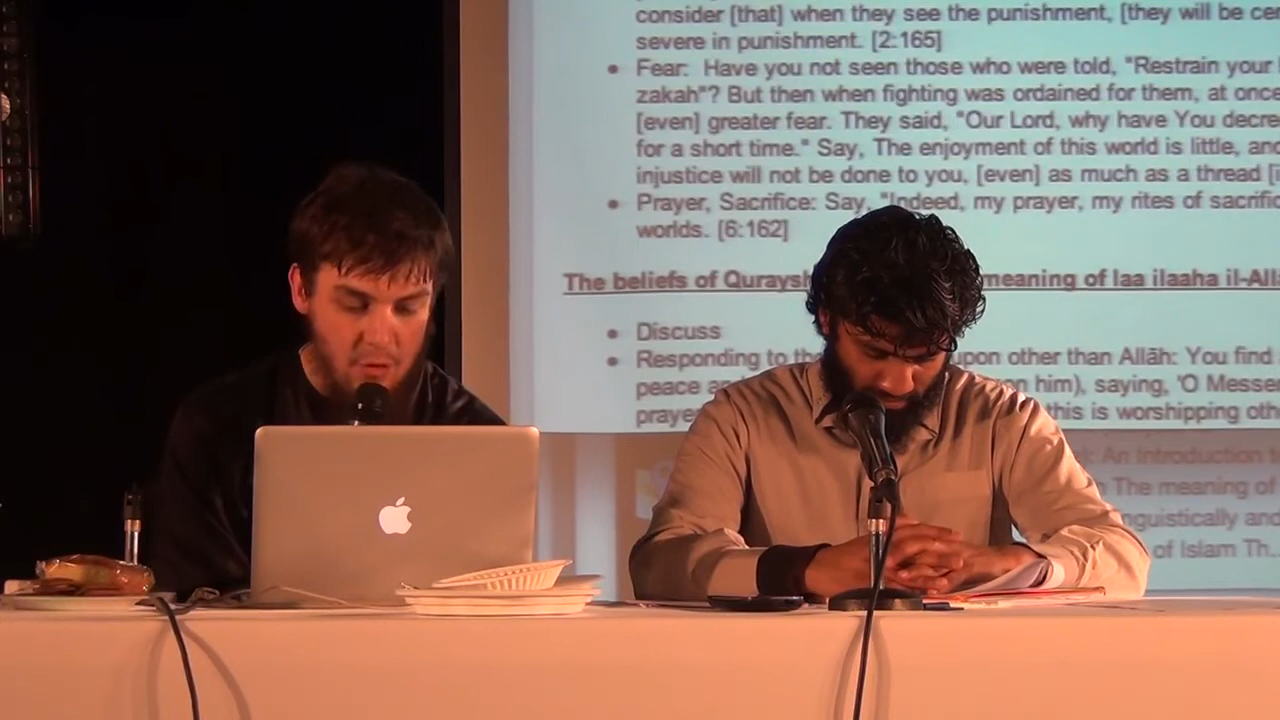 consider [that] when they see the punishment, [they will be cer
severe in punishment. [2:165]
• Fear: Have you not seen those who were told, "Restrain your
zakah"? But then when fighting was ordained for them, at once
[even] greater fear. They said, "Our Lord, why have You decre
for a short time." Say, The enjoyment of this world is little, and
injustice will not be done to you, [even] as much as a thread [i
• Prayer, Sacrifice: Say, "Indeed, my prayer, my rites of sacrific
worlds. [6:162]
The beliefs of Quraysh meaning of laa ilaaha il-All
• Discuss
• Responding to th upon other than Allāh: You find
peace an on him), saying, 'O Messe
prayer this is worshipping oth
: An Introduction t
The meaning of
nguistically and
of Islam Th...